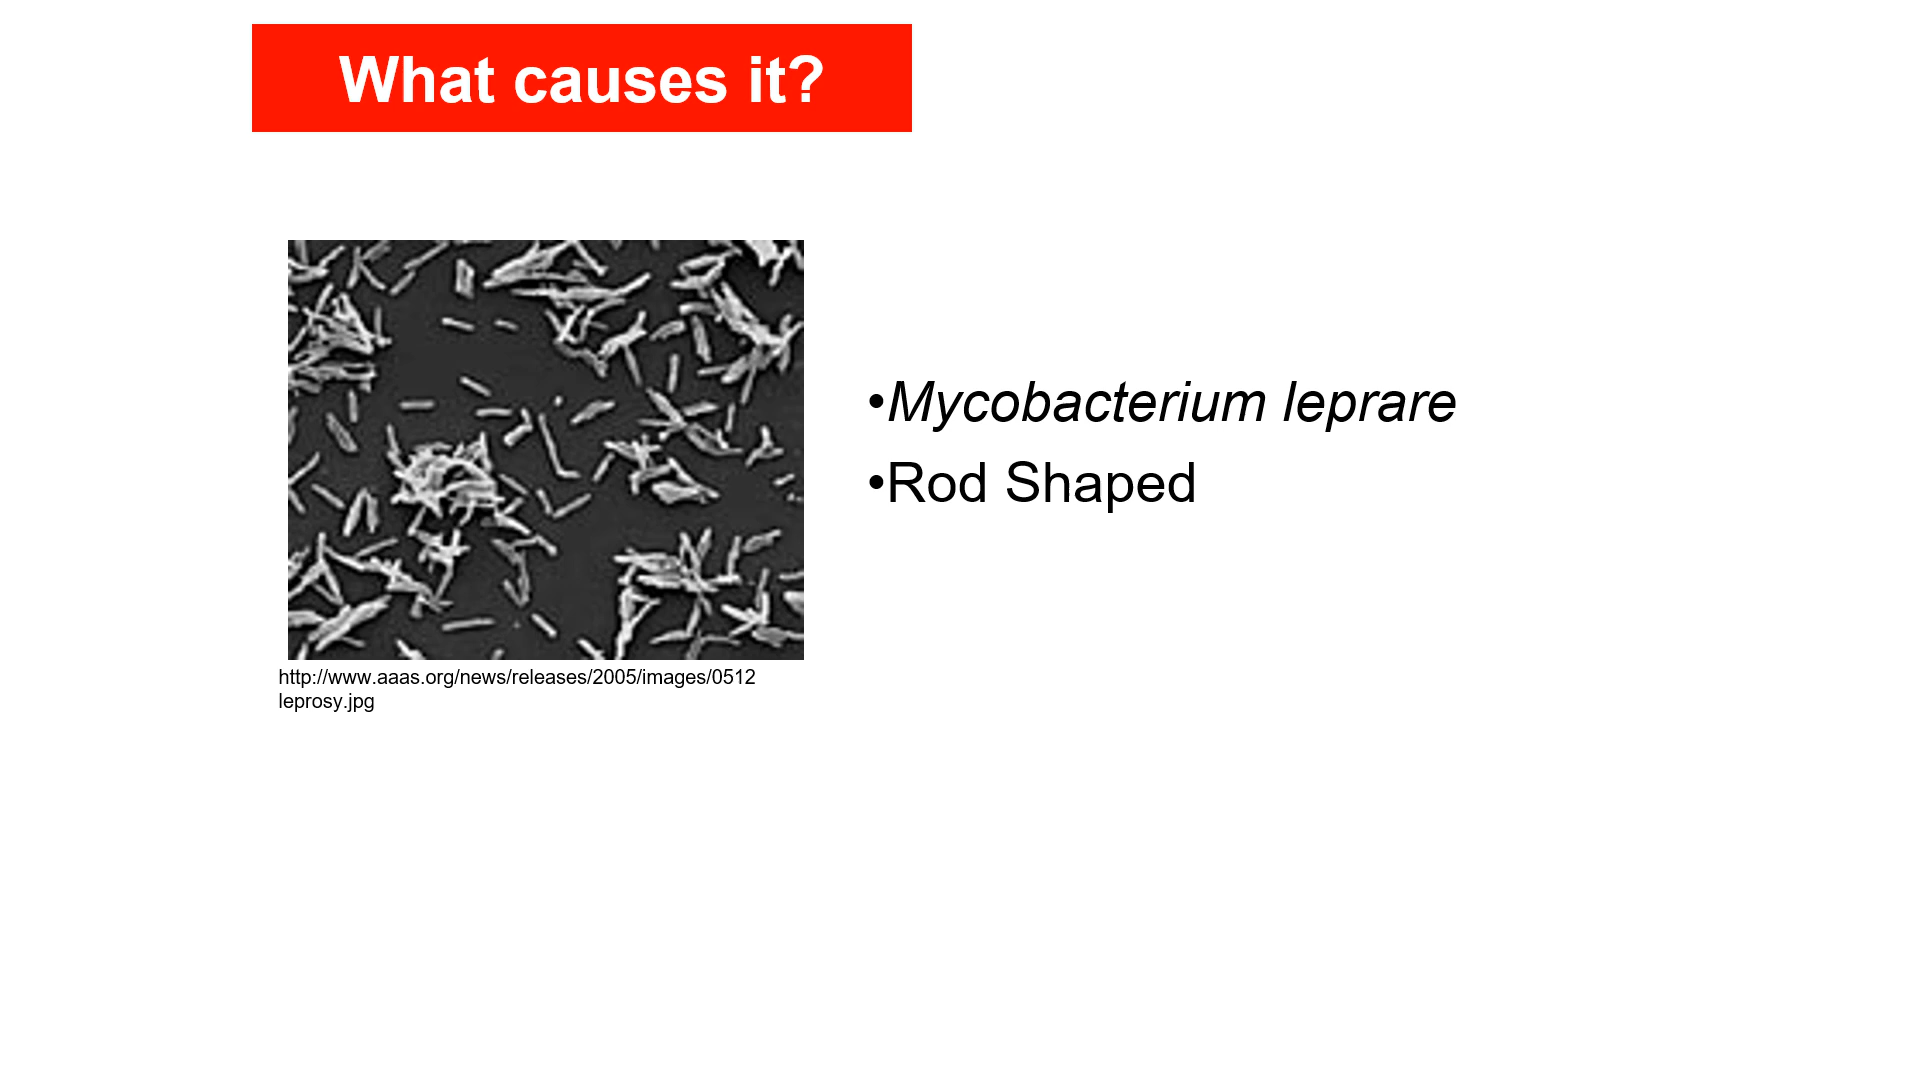 What causes it?
•Mycobacterium leprare
•Rod Shaped
http://www.aaas.org/news/releases/2005/images/0512
leprosy.jpg